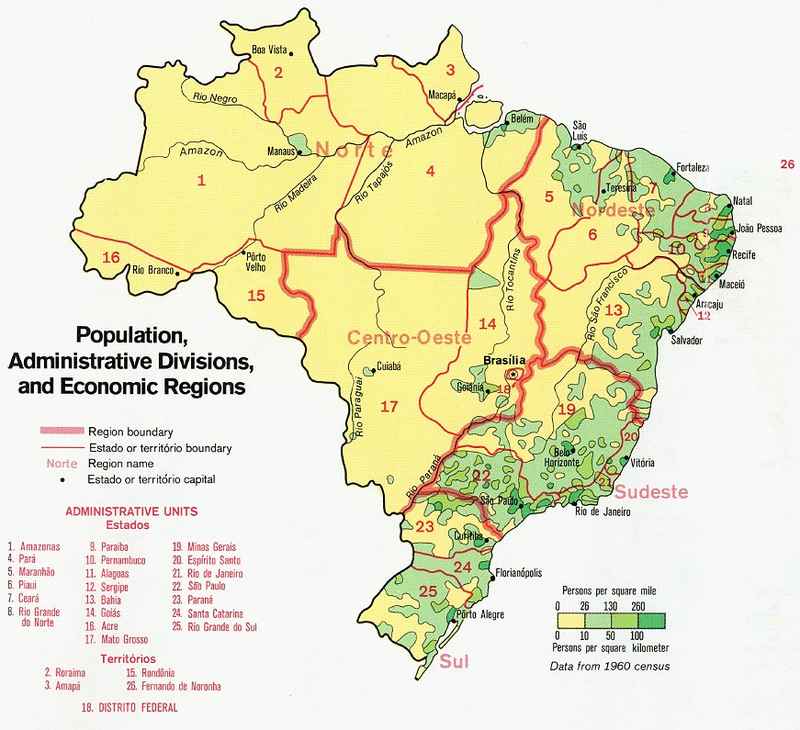 Boa Vista
2
3
Macapá
Rio Negro
Belém
São
Luís
Amazon
Manaus
Norte
Amazon
Fortaleza
26
1
Rio Madeira
Rio Tapajós
4
5
Teresina
7
Nordeste
Natal
João Pessoa
6
10
Recife
16
Rio Branco
Pôrto
Velho
Rio Tocantins
Maceió
15
Rio São Francisco
13
Aracaju
12
Population,
Administrative Divisions,
and Economic Regions
Centro-Oeste
14
Salvador
Cuiabá
Brasília
Goiânia
18
17
Rio Paraguai
19
20
Region boundary
Estado or território boundary
Norte
Region name
Estado or território capital
Belo
Horizonte
Vitória
Rio Paraná
22
21
Sudeste
São Paulo
Rio de Janeiro
23
Curitiba
24
Florianópolis
25
Pôrto Alegre
Sul
ADMINISTRATIVE UNITS
Estados
1. Amazonas
4. Pará
5. Maranhão
6. Piauí
7. Ceará
8. Rio Grande
do Norte
9. Paraíba
10. Pernambuco
11. Alagoas
12. Sergipe
13. Bahia
14. Goiás
16. Acre
17. Mato Grosso
19. Minas Gerais
20. Espírito Santo
21. Rio de Janeiro
22. São Paulo
23. Paraná
24. Santa Catarina
25. Rio Grande do Sul
Territórios
2. Roraima
3. Amapá
15. Rondônia
26. Fernando de Noronha
18. DISTRITO FEDERAL
Persons per square mile
0 26 130 260
0 10 50 100
Persons per square kilometer
Data from 1960 census